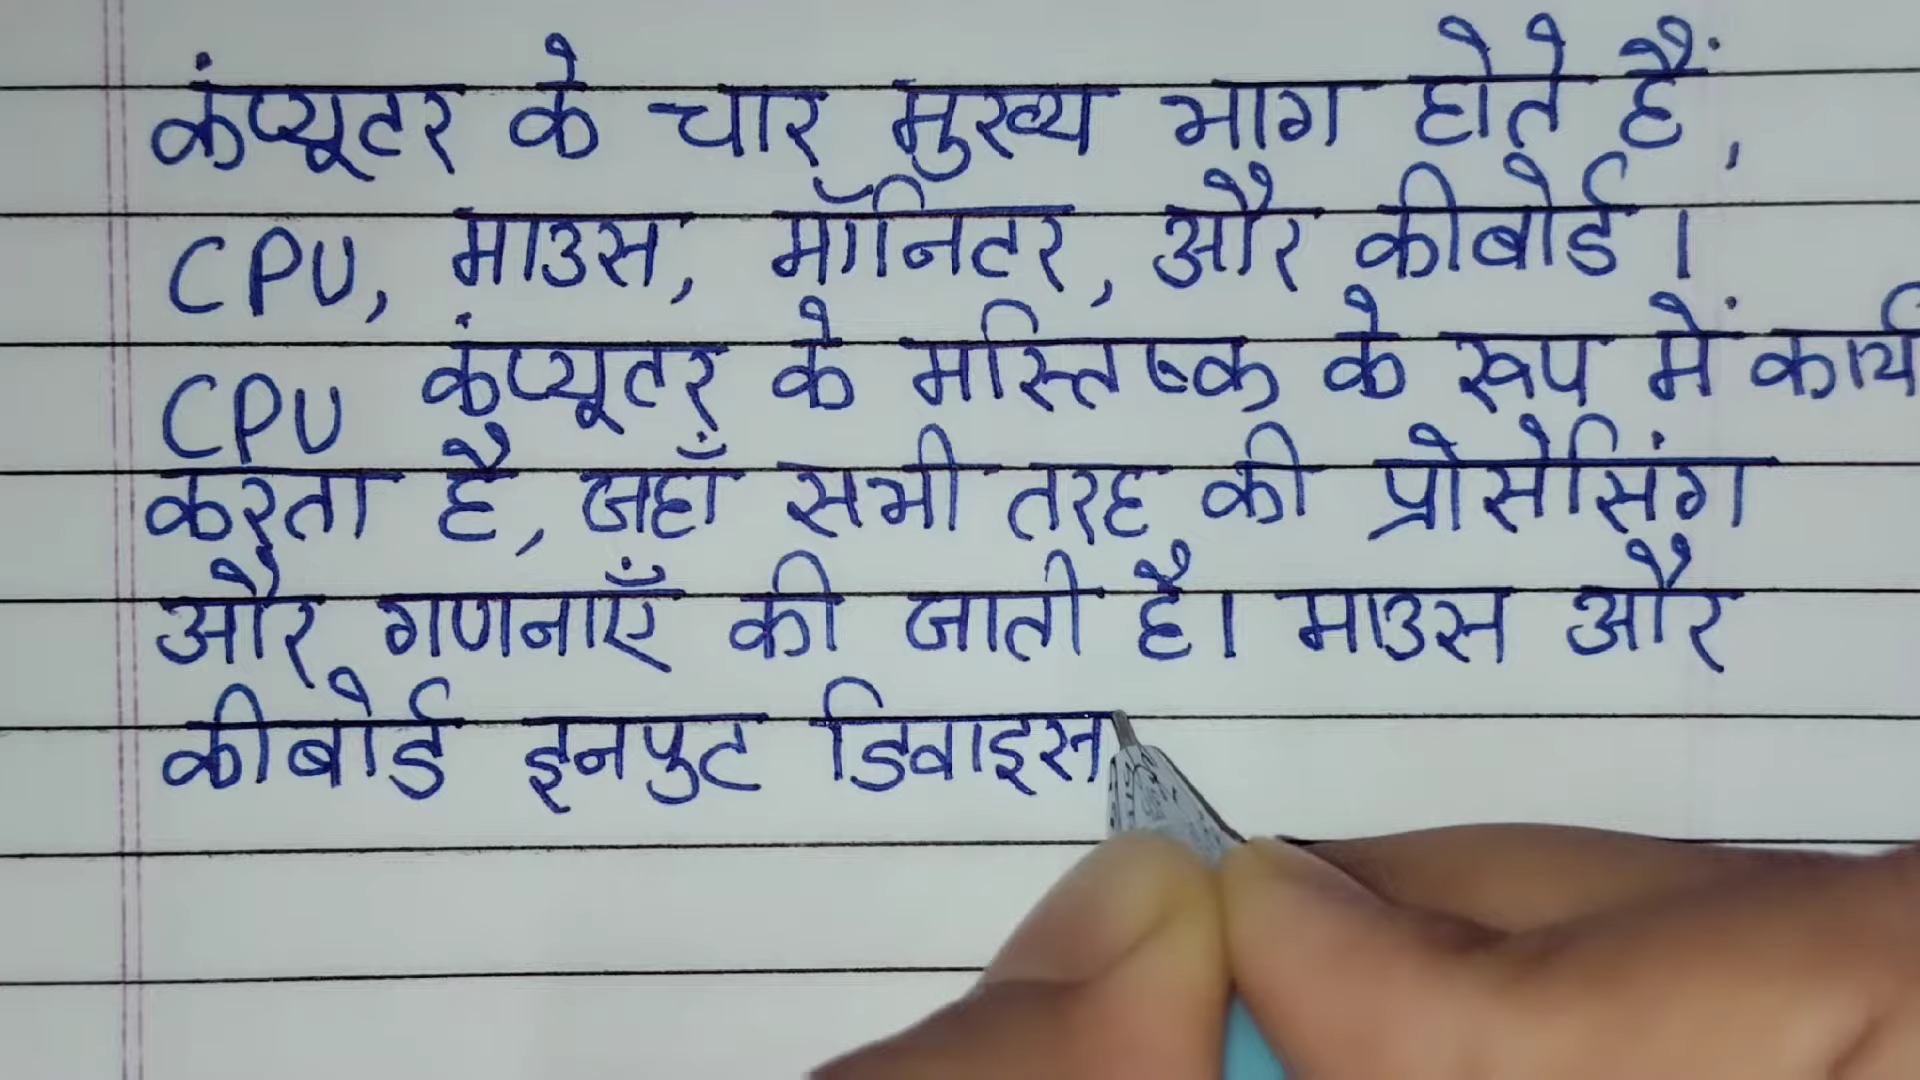 कंप्यूटर के चार मुख्य भाग होते हैं,
CPU, माउस, मॉनिटर, और कीबोर्ड।
CPU कंप्यूटर के मस्तिष्क के रूप में कार्य
करता है, जहाँ सभी तरह की प्रोसेसिंग
और गणनाएँ की जाती है। माउस और
कीबोर्ड इनपुट डिवाइस